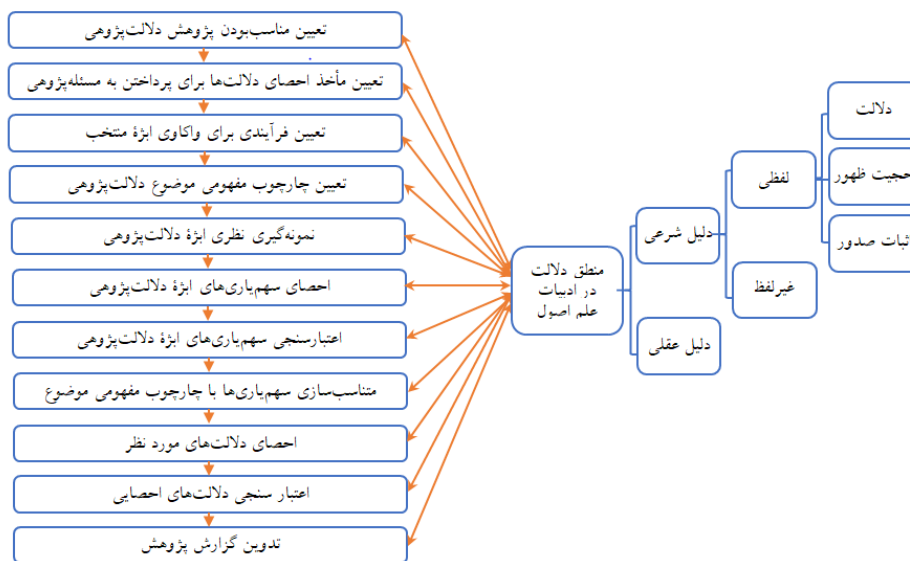 تعیین مناسب‌بودن پژوهش دلالت‌پژوهی
تعیین مأخذ احصای دلالت‌ها برای پرداختن به مسئله‌پژوهی
تعیین فرآیندی برای واکاوی ابژۀ منتخب
تعیین چارچوب مفهومی موضوع دلالت‌پژوهی
نمونه‌گیری نظری ابژۀ دلالت‌پژوهی
احصای سهم‌یاری‌های ابژۀ دلالت‌پژوهی
اعتبارسنجی سهم‌یاری‌های ابژۀ دلالت‌پژوهی
متناسب‌سازی سهم‌یاری‌ها با چارچوب مفهومی موضوع
احصای دلالت‌های مورد نظر
اعتبار سنجی دلالت‌های احصایی
تدوین گزارش پژوهش
منطق دلالت
در ادبیات
علم اصول
دلیل شرعی
دلیل عقلی
لفظی
غیرلفظ
دلالت
حجیت ظهور
ثبات صدور